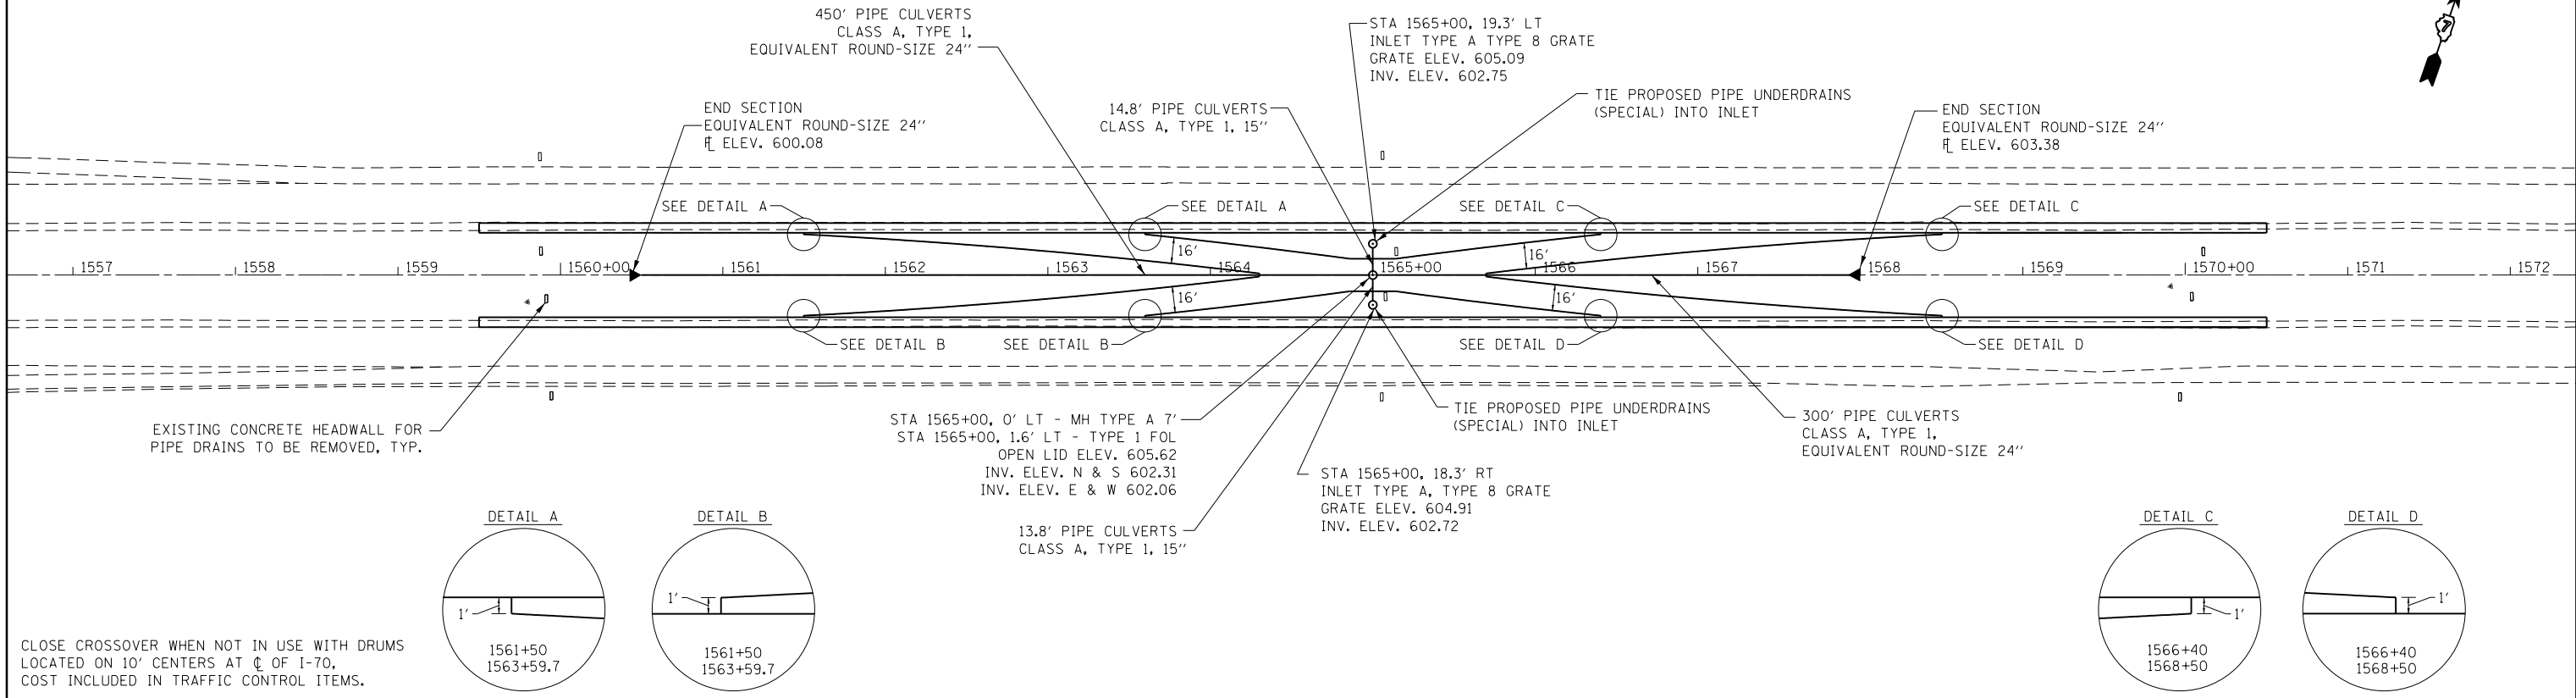 450' PIPE CULVERTS
CLASS A, TYPE 1,
EQUIVALENT ROUND-SIZE 24"
STA 1565+00, 19.3' LT
INLET TYPE A TYPE 8 GRATE
GRATE ELEV. 605.09
INV. ELEV. 602.75
END SECTION
EQUIVALENT ROUND-SIZE 24"
FL ELEV. 600.08
14.8' PIPE CULVERTS
CLASS A, TYPE 1, 15"
TIE PROPOSED PIPE UNDERDRAINS
(SPECIAL) INTO INLET
END SECTION
EQUIVALENT ROUND-SIZE 24"
FL ELEV. 603.38
SEE DETAIL A
SEE DETAIL A
SEE DETAIL C
SEE DETAIL C
16'
16'
1557 1558 1559 1560+00 1561 1562 1563 1564 1565+00 1566 1567 1568 1569 1570+00 1571 1572
16'
16'
SEE DETAIL B
SEE DETAIL B
SEE DETAIL D
SEE DETAIL D
EXISTING CONCRETE HEADWALL FOR
PIPE DRAINS TO BE REMOVED, TYP.
STA 1565+00, 0' LT - MH TYPE A 7'
STA 1565+00, 1.6' LT - TYPE 1 FOL
OPEN LID ELEV. 605.62
INV. ELEV. N & S 602.31
INV. ELEV. E & W 602.06
TIE PROPOSED PIPE UNDERDRAINS
(SPECIAL) INTO INLET
300' PIPE CULVERTS
CLASS A, TYPE 1,
EQUIVALENT ROUND-SIZE 24"
STA 1565+00, 18.3' RT
INLET TYPE A, TYPE 8 GRATE
GRATE ELEV. 604.91
INV. ELEV. 602.72
13.8' PIPE CULVERTS
CLASS A, TYPE 1, 15"
DETAIL A
1'
1561+50
1563+59.7
DETAIL B
1'
1561+50
1563+59.7
DETAIL C
1'
1566+40
1568+50
DETAIL D
1'
1566+40
1568+50
CLOSE CROSSOVER WHEN NOT IN USE WITH DRUMS
LOCATED ON 10' CENTERS AT ℄ OF I-70,
COST INCLUDED IN TRAFFIC CONTROL ITEMS.